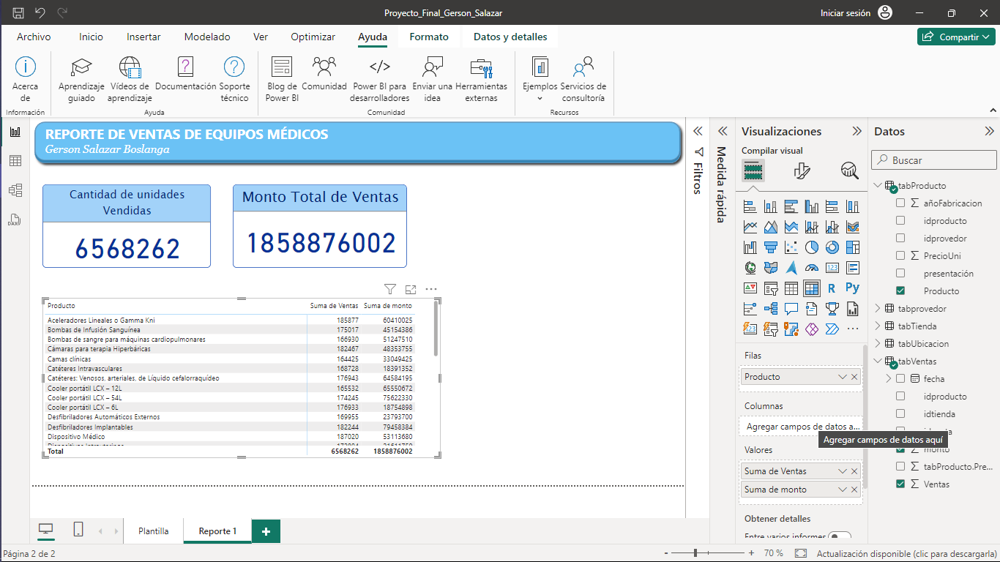 Proyecto_Final_Gerson_Salazar
Iniciar sesión
Archivo Inicio Insertar Modelado Ver Optimizar Ayuda Formato Datos y detalles
Compartir
Acerca de
Aprendizaje guiado
Vídeos de aprendizaje
Documentación
Soporte técnico
Blog de Power BI
Comunidad
Power BI para desarrolladores
Enviar una idea
Herramientas externas
Ejemplos
Servicios de consultoría
Información Ayuda Comunidad Recursos
REPORTE DE VENTAS DE EQUIPOS MÉDICOS
Gerson Salazar Boslanga
Cantidad de unidades
Vendidas
6568262
Monto Total de Ventas
1858876002
Producto Suma de Ventas Suma de monto
Aceleradores Lineales o Gamma Kni 185877 60410025
Bombas de Infusión Sanguínea 175017 45154386
Bombas de sangre para máquinas cardiopulmonares 166930 51247510
Cámaras para terapia Hiperbáricas 182467 48353755
Camas clínicas 164425 33049425
Catéteres Intravasculares 168728 18391352
Catéteres: Venosos, arteriales, de Líquido cefalorraquídeo 176943 64584195
Cooler portátil LCX – 12L 165532 65550672
Cooler portátil LCX – 54L 174245 75622330
Cooler portátil LCX – 6L 176933 18754898
Desfibriladores Automáticos Externos 169955 23793700
Desfibriladores Implantables 182244 79458384
Dispositivo Médico 187020 53113680
Total 6568262 1858876002
Filtros
Medida rápida
Visualizaciones
Compilar visual
Filas
Producto
Columnas
Agregar campos de datos a...
Agregar campos de datos aquí
Valores
Suma de Ventas
Suma de monto
Obtener detalles
Entre varios informes
Datos
Buscar
tabProducto
añoFabricacion
idproducto
idprovedor
PrecioUni
presentación
Producto
tabprovedor
tabTienda
tabUbicacion
tabVentas
fecha
idproducto
idtienda
monto
tabProducto.Pre...
Ventas
Plantilla
Reporte 1
Página 2 de 2
70 %
Actualización disponible (clic para descargarla)